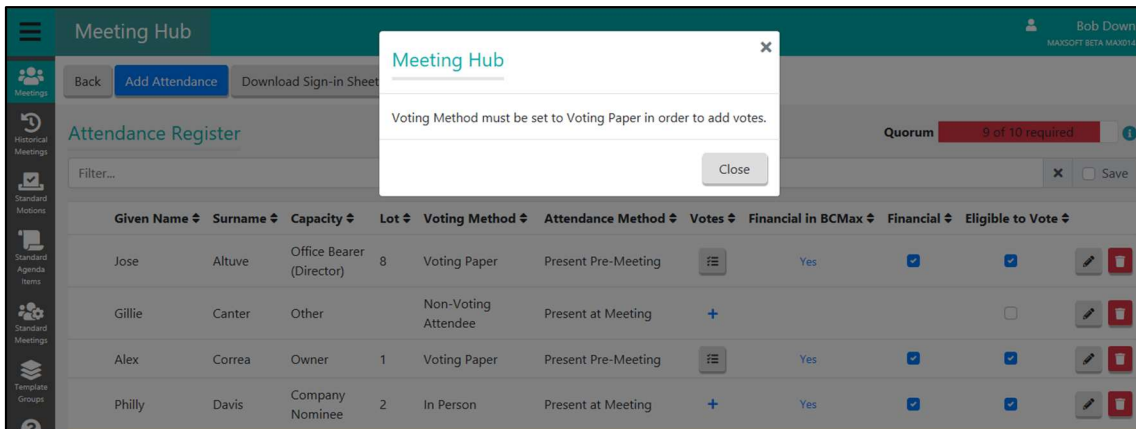 Meeting Hub
Bob Down
MAXSOFT BETA MAX014
Meeting Hub
×
Voting Method must be set to Voting Paper in order to add votes.
Close
Meetings
Historical
Meetings
Standard
Motions
Standard
Agenda
Items
Standard
Meetings
Template
Groups
Back Add Attendance Download Sign-in Sheet
Attendance Register
Quorum 9 of 10 required
Filter... × Save
Given Name Surname Capacity Lot Voting Method Attendance Method Votes Financial in BCMax Financial Eligible to Vote
Jose Altuve Office Bearer (Director) 8 Voting Paper Present Pre-Meeting Yes
Gillie Canter Other Non-Voting Attendee Present at Meeting +
Alex Correa Owner 1 Voting Paper Present Pre-Meeting Yes
Philly Davis Company Nominee 2 In Person Present at Meeting + Yes